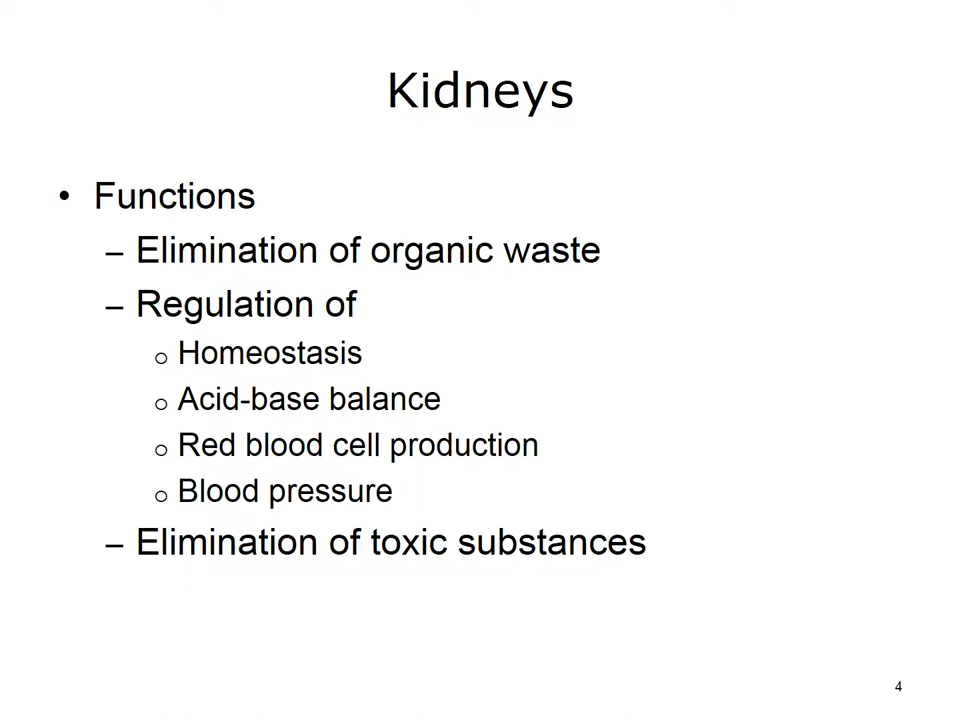 Kidneys
• Functions
– Elimination of organic waste
– Regulation of
o Homeostasis
o Acid-base balance
o Red blood cell production
o Blood pressure
– Elimination of toxic substances
4